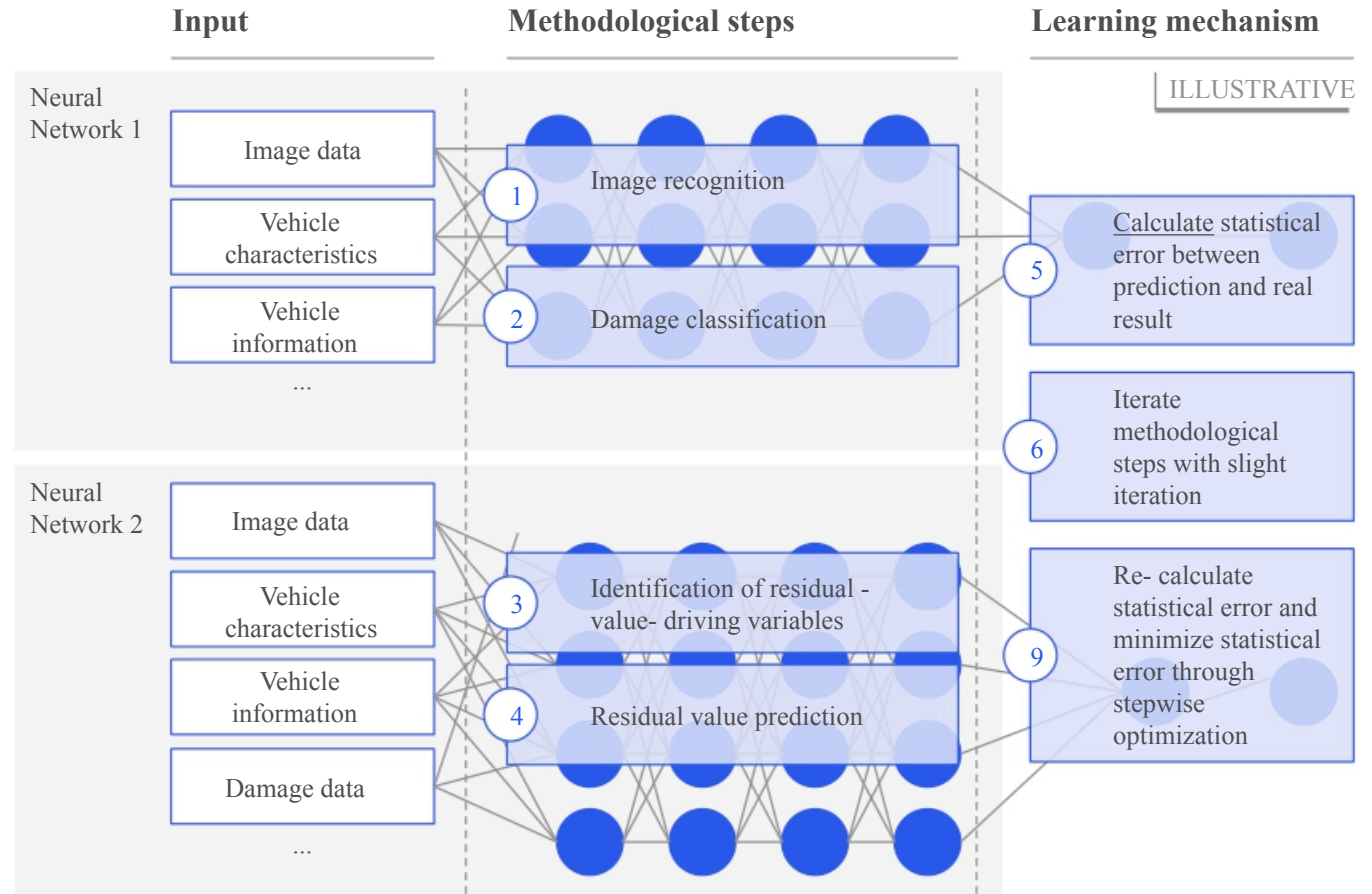 Input
Methodological steps
Learning mechanism
ILLUSTRATIVE
Neural
Network 1
Image data
Vehicle
characteristics
Vehicle
information
...
1
Image recognition
2
Damage classification
5
Calculate statistical
error between
prediction and real
result
6
Iterate
methodological
steps with slight
iteration
Neural
Network 2
Image data
Vehicle
characteristics
Vehicle
information
Damage data
...
3
Identification of residual -
value- driving variables
4
Residual value prediction
9
Re- calculate
statistical error and
minimize statistical
error through
stepwise
optimization